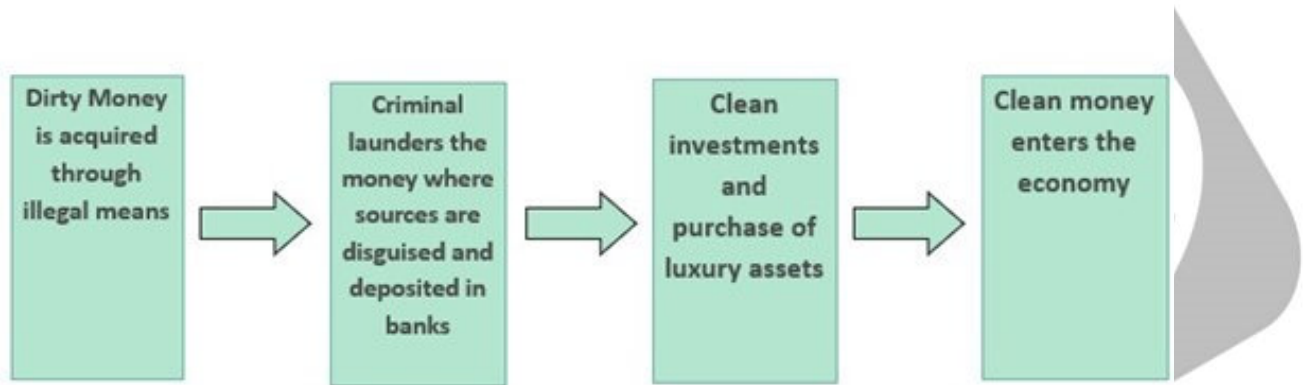 Dirty Money
is acquired
through
illegal means
Criminal
launders the
money where
sources are
disguised and
deposited in
banks
Clean
investments
and
purchase of
luxury assets
Clean money
enters the
economy